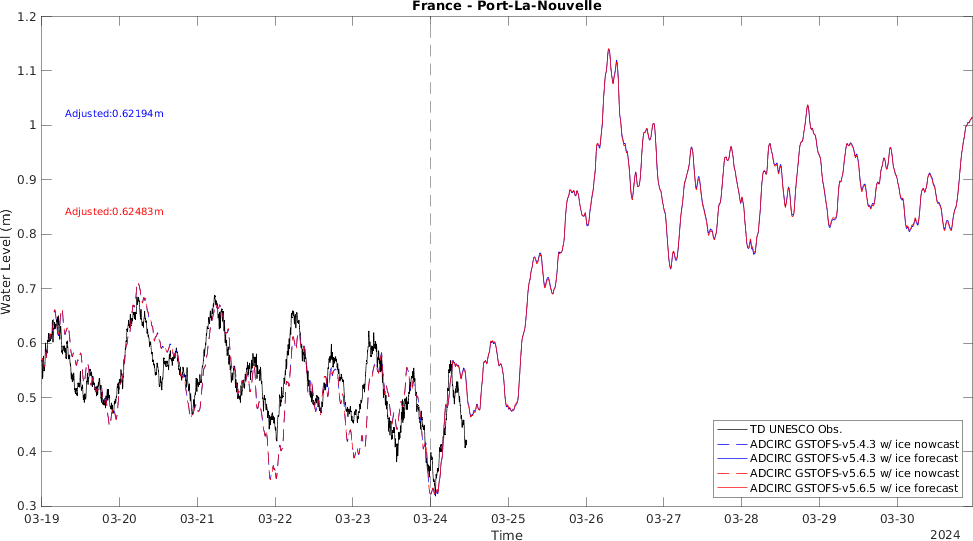 France - Port-La-Nouvelle
1.2
1.1
1
0.9
0.8
0.7
0.6
0.5
0.4
0.3
Water Level (m)
Adjusted:0.62194m
Adjusted:0.62483m
TD UNESCO Obs.
ADCIRC GSTOFS-v5.4.3 w/ ice nowcast
ADCIRC GSTOFS-v5.4.3 w/ ice forecast
ADCIRC GSTOFS-v5.6.5 w/ ice nowcast
ADCIRC GSTOFS-v5.6.5 w/ ice forecast
03-19 03-20 03-21 03-22 03-23 03-24 03-25 03-26 03-27 03-28 03-29 03-30
Time
2024